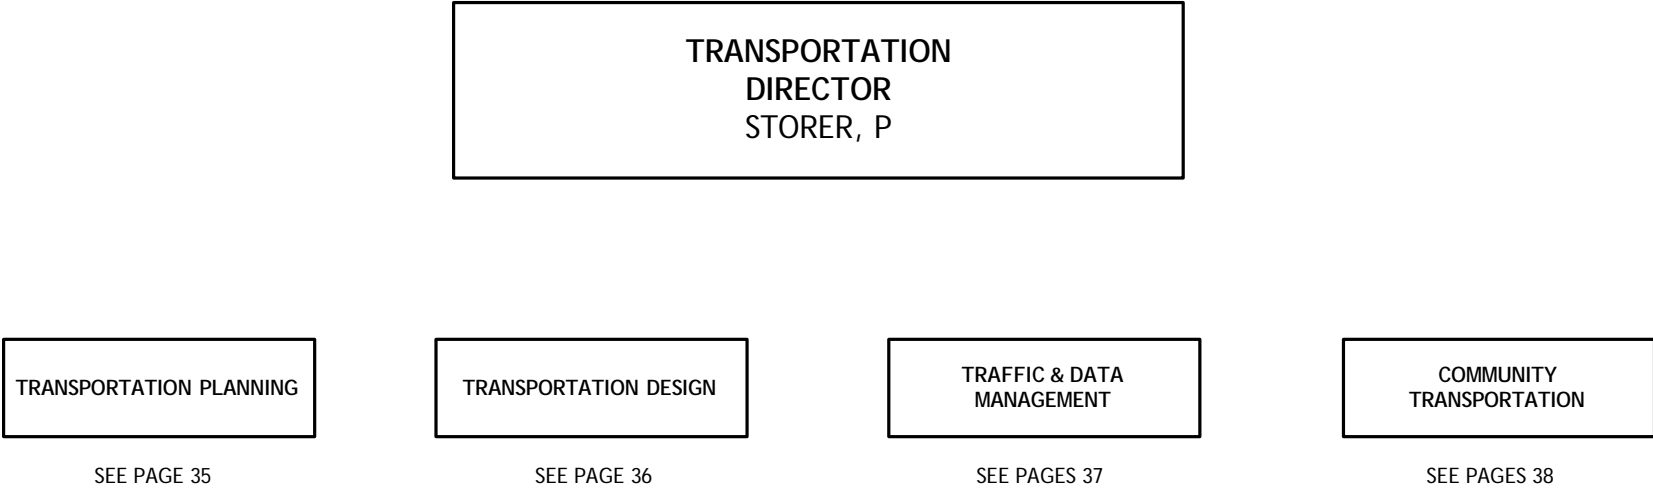 TRANSPORTATION
DIRECTOR
STORER, P
TRANSPORTATION PLANNING
TRANSPORTATION DESIGN
TRAFFIC & DATA
MANAGEMENT
COMMUNITY
TRANSPORTATION
SEE PAGE 35
SEE PAGE 36
SEE PAGES 37
SEE PAGES 38